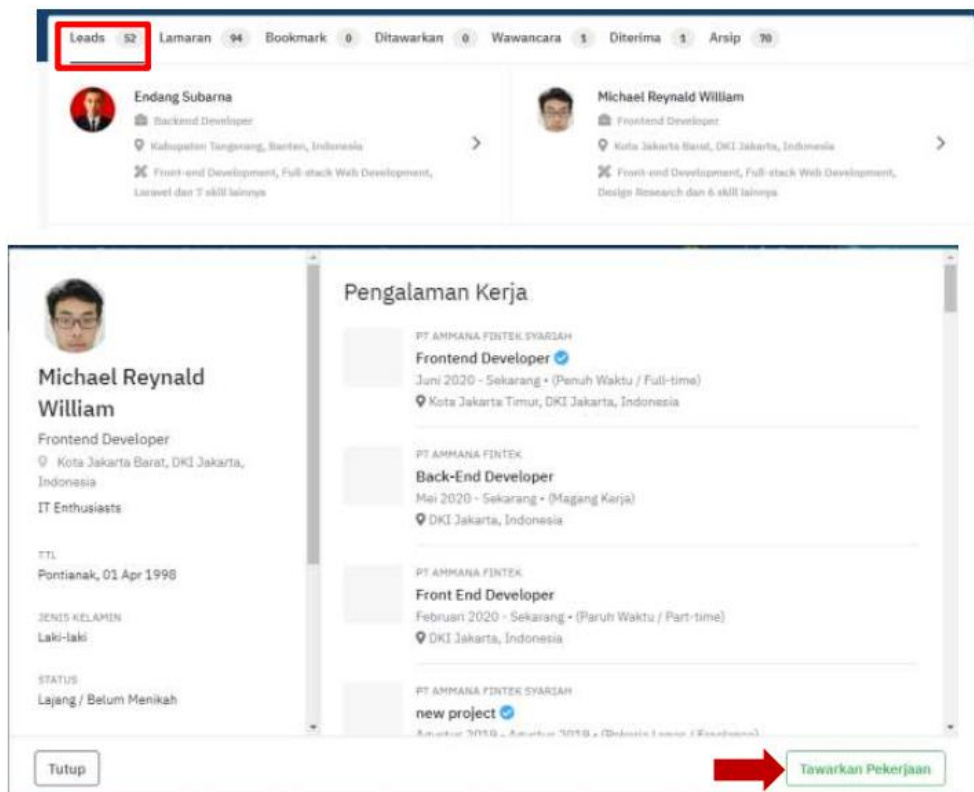 Leads 52 Lamaran 94 Bookmark 0 Ditawarkan 0 Wawancara 1 Diterima 1 Arsip 70
Endang Subarna
Backend Developer
Kabupaten Tangerang, Banten, Indonesia
Front-end Development, Full-stack Web Development,
Laravel dan 7 skill lainnya
Michael Reynald William
Frontend Developer
Kota Jakarta Barat, DKI Jakarta, Indonesia
Front-end Development, Full-stack Web Development,
Design Research dan 6 skill lainnya
Michael Reynald
William
Frontend Developer
Kota Jakarta Barat, DKI Jakarta,
Indonesia
IT Enthusiasts
TTL
Pontianak, 01 Apr 1998
JENIS KELAMIN
Laki-laki
STATUS
Lajang / Belum Menikah
Pengalaman Kerja
PT AMMANA FINTEK SYARIAH
Frontend Developer
Juni 2020 - Sekarang • (Penuh Waktu / Full-time)
Kota Jakarta Timur, DKI Jakarta, Indonesia
PT AMMANA FINTEK
Back-End Developer
Mei 2020 - Sekarang • (Magang Kerja)
DKI Jakarta, Indonesia
PT AMMANA FINTEK
Front End Developer
Februari 2020 - Sekarang • (Paruh Waktu / Part-time)
DKI Jakarta, Indonesia
PT AMMANA FINTEK SYARIAH
new project
Agustus 2019 - Agustus 2019 • (Pekerja Lepas / Freelance)
Tutup
Tawarkan Pekerjaan